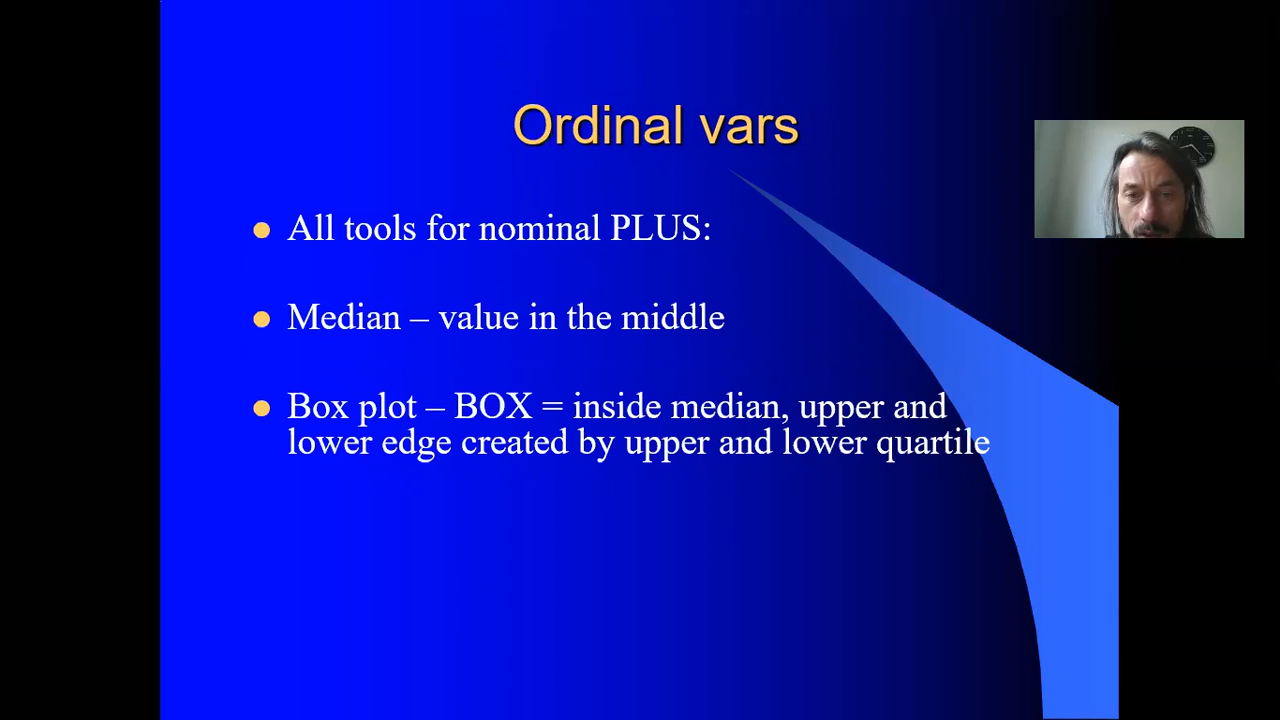 Ordinal vars
All tools for nominal PLUS:
Median – value in the middle
Box plot – BOX = inside median, upper and
lower edge created by upper and lower quartile